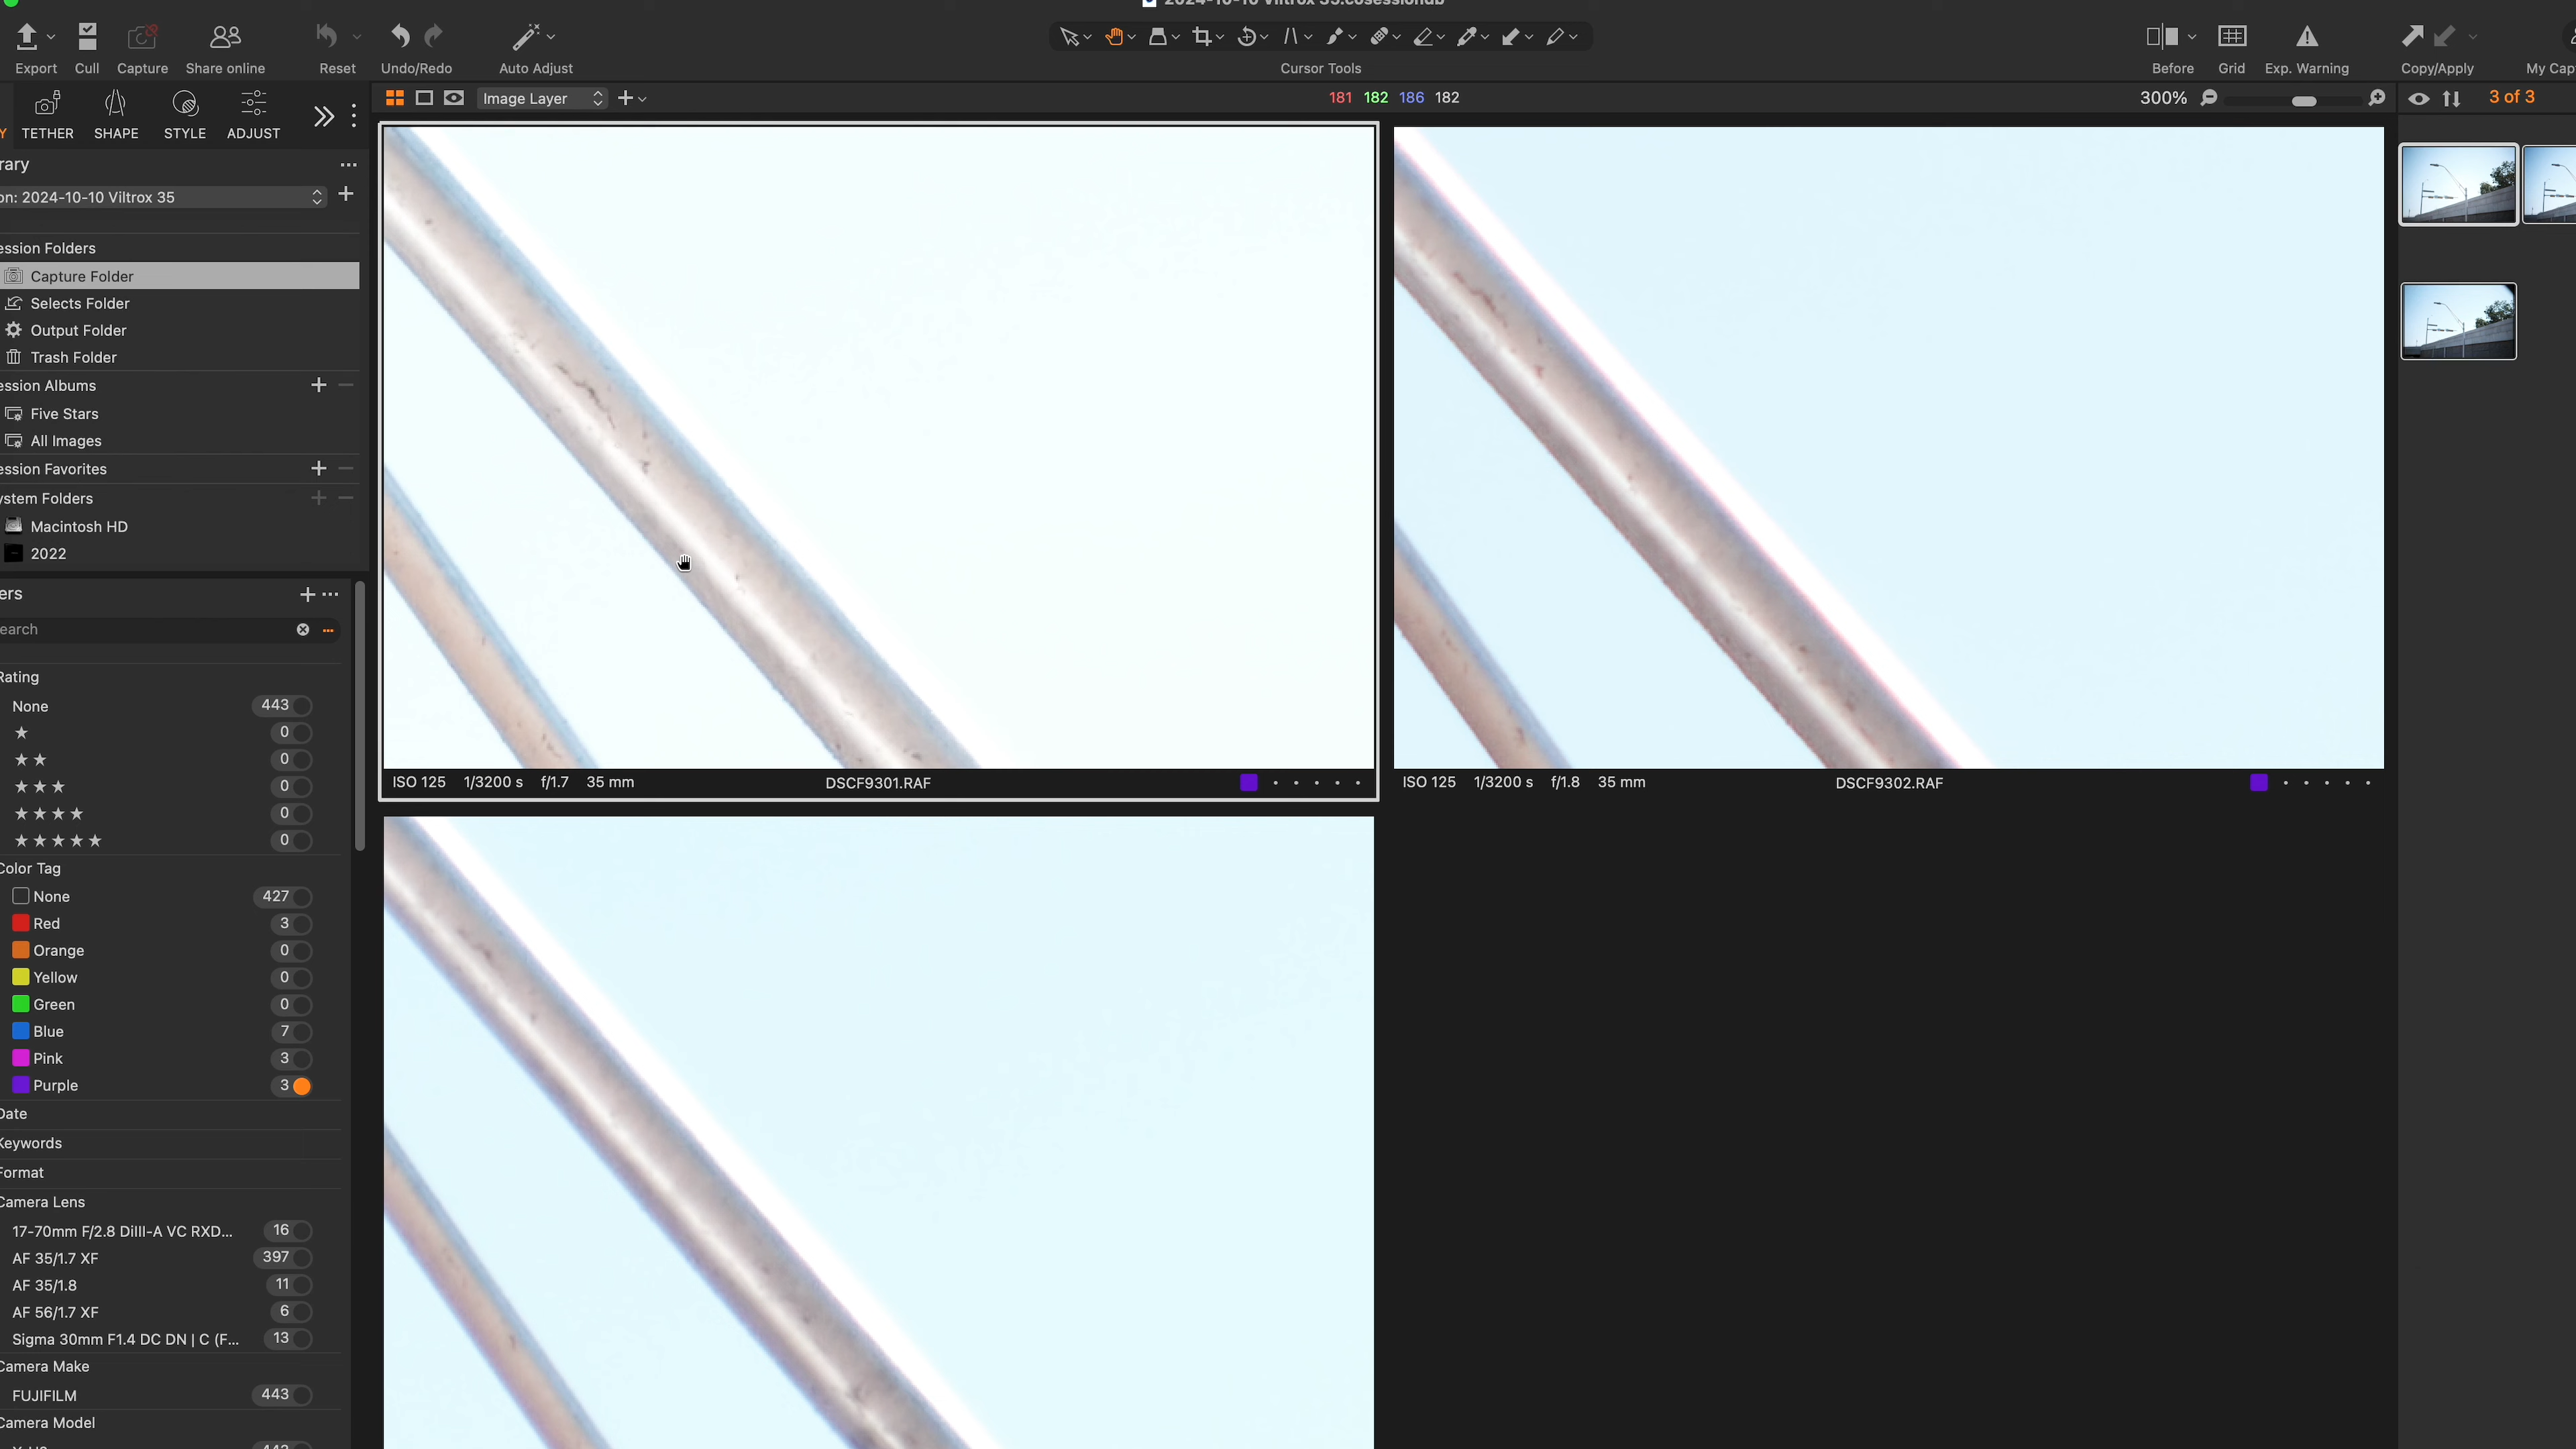 Export
Cull
Capture
Share online
Reset
Undo/Redo
Auto Adjust
Cursor Tools
Before
Grid
Exp. Warning
Copy/Apply
TETHER
SHAPE
STYLE
ADJUST
Image Layer
181 182 186 182
300%
3 of 3
rary
on: 2024-10-10 Viltrox 35
ession Folders
Capture Folder
Selects Folder
Output Folder
Trash Folder
ession Albums
Five Stars
All Images
ession Favorites
ystem Folders
Macintosh HD
2022
ers
earch
Rating
None 443
★ 0
★★ 0
★★★ 0
★★★★ 0
★★★★★ 0
Color Tag
None 427
Red 3
Orange 0
Yellow 0
Green 0
Blue 7
Pink 3
Purple 3
Date
Keywords
Format
Camera Lens
17-70mm F/2.8 DiIII-A VC RXD... 16
AF 35/1.7 XF 397
AF 35/1.8 11
AF 56/1.7 XF 6
Sigma 30mm F1.4 DC DN | C (F... 13
Camera Make
FUJIFILM 443
Camera Model
ISO 125 1/3200 s f/1.7 35 mm DSCF9301.RAF
ISO 125 1/3200 s f/1.8 35 mm DSCF9302.RAF